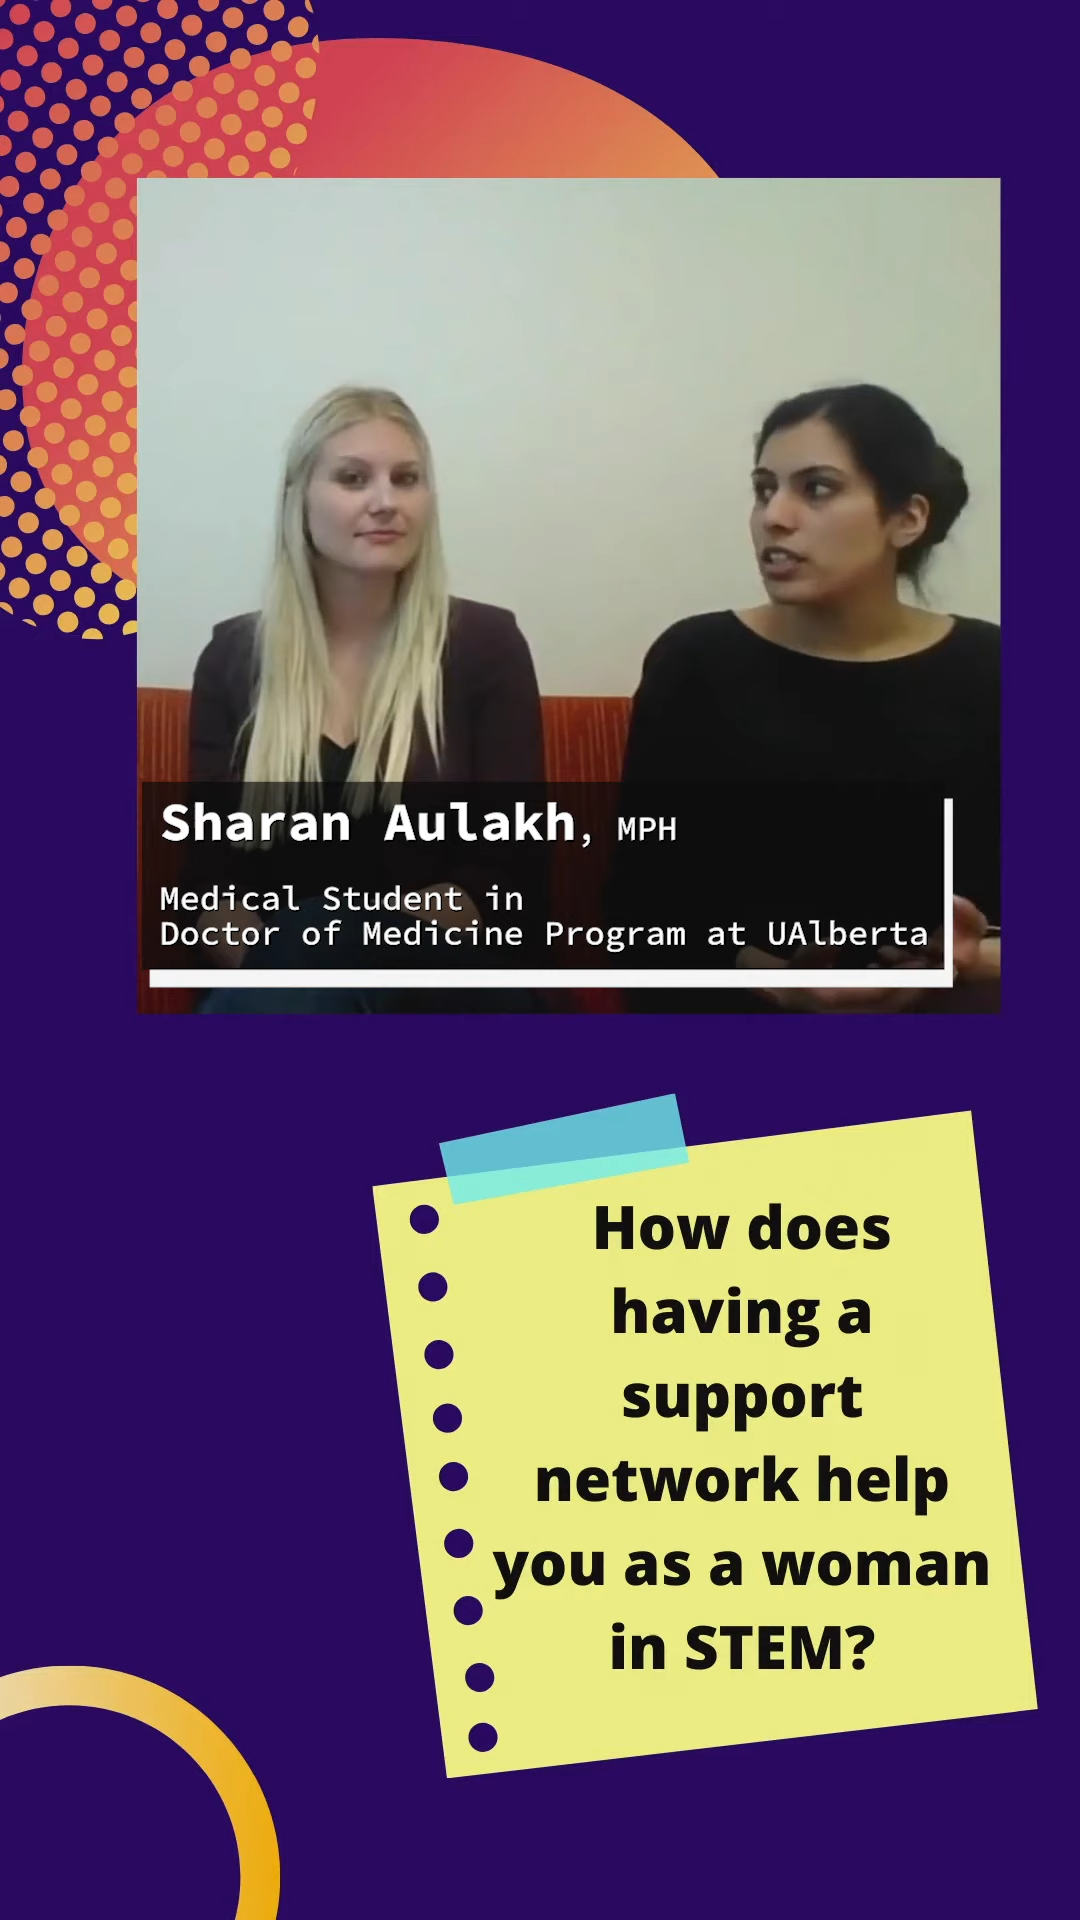 Sharan Aulakh, MPH
Medical Student in
Doctor of Medicine Program at UAlberta
How does
having a
support
network help
you as a woman
in STEM?